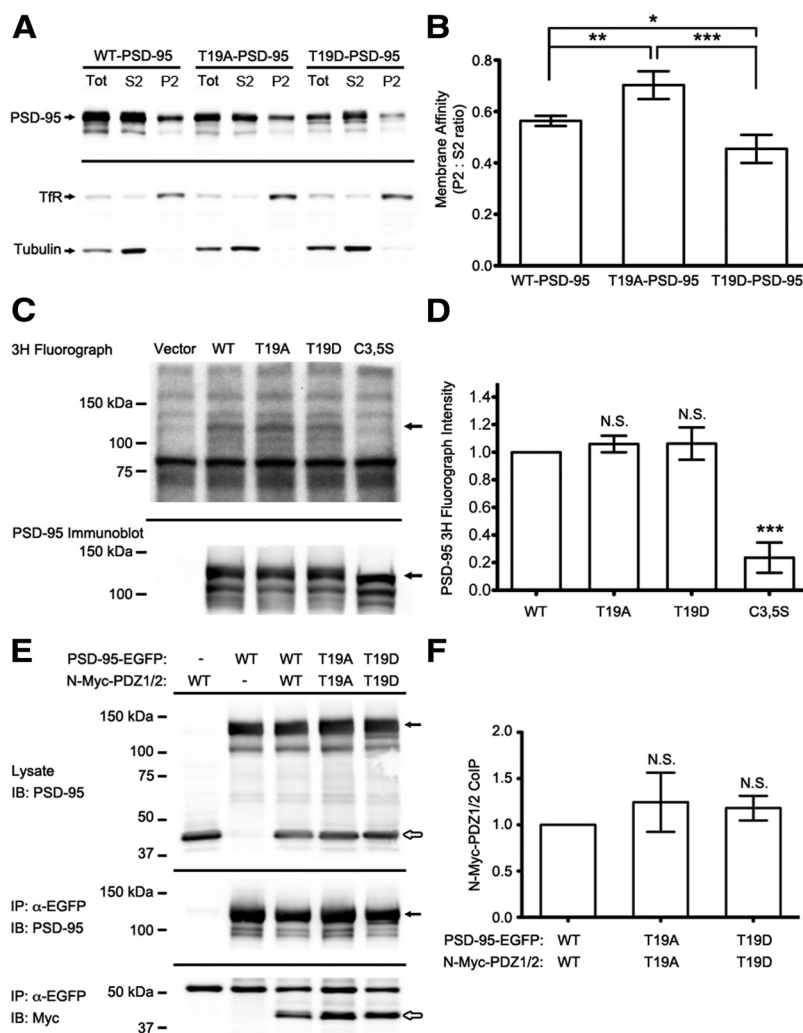 A
WT-PSD-95 T19A-PSD-95 T19D-PSD-95
Tot S2 P2 Tot S2 P2 Tot S2 P2
PSD-95
TfR
Tubulin
B
Membrane Affinity
(P2 : S2 ratio)
0.8
0.6
0.4
0.2
0.0
*
** ***
WT-PSD-95 T19A-PSD-95 T19D-PSD-95
C
3H Fluorograph Vector WT T19A T19D C3,5S
150 kDa
100
75
PSD-95 Immunoblot
150 kDa
100
D
PSD-95 3H Fluorograph Intensity
1.4
1.2
1.0
0.8
0.6
0.4
0.2
0.0
N.S. N.S.
***
WT T19A T19D C3,5S
E
PSD-95-EGFP: - WT WT T19A T19D
N-Myc-PDZ1/2: WT - WT T19A T19D
150 kDa
100
75
50
37
Lysate
IB: PSD-95
150 kDa
100
IP: α-EGFP
IB: PSD-95
50 kDa
37
IP: α-EGFP
IB: Myc
F
N-Myc-PDZ1/2 CoIP
2.0
1.5
1.0
0.5
0.0
N.S. N.S.
PSD-95-EGFP: WT T19A T19D
N-Myc-PDZ1/2: WT T19A T19D